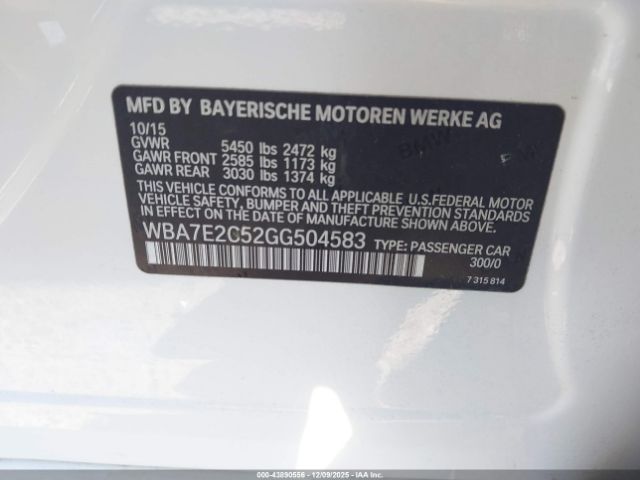 MFD BY BAYERISCHE MOTOREN WERKE AG
10/15
GVWR 5450 lbs 2472 kg
GAWR FRONT 2585 lbs 1173 kg
GAWR REAR 3030 lbs 1374 kg
THIS VEHICLE CONFORMS TO ALL APPLICABLE U.S.FEDERAL MOTOR
VEHICLE SAFETY, BUMPER, AND THEFT PREVENTION
STANDARDS IN EFFECT ON THE DATE OF MANUFACTURE SHOWN ABOVE.
WBA7E2C52GG504583 TYPE: PASSENGER CAR
300/0
7 315 814
000-43890556 - 12/09/2025 - IAA Inc.